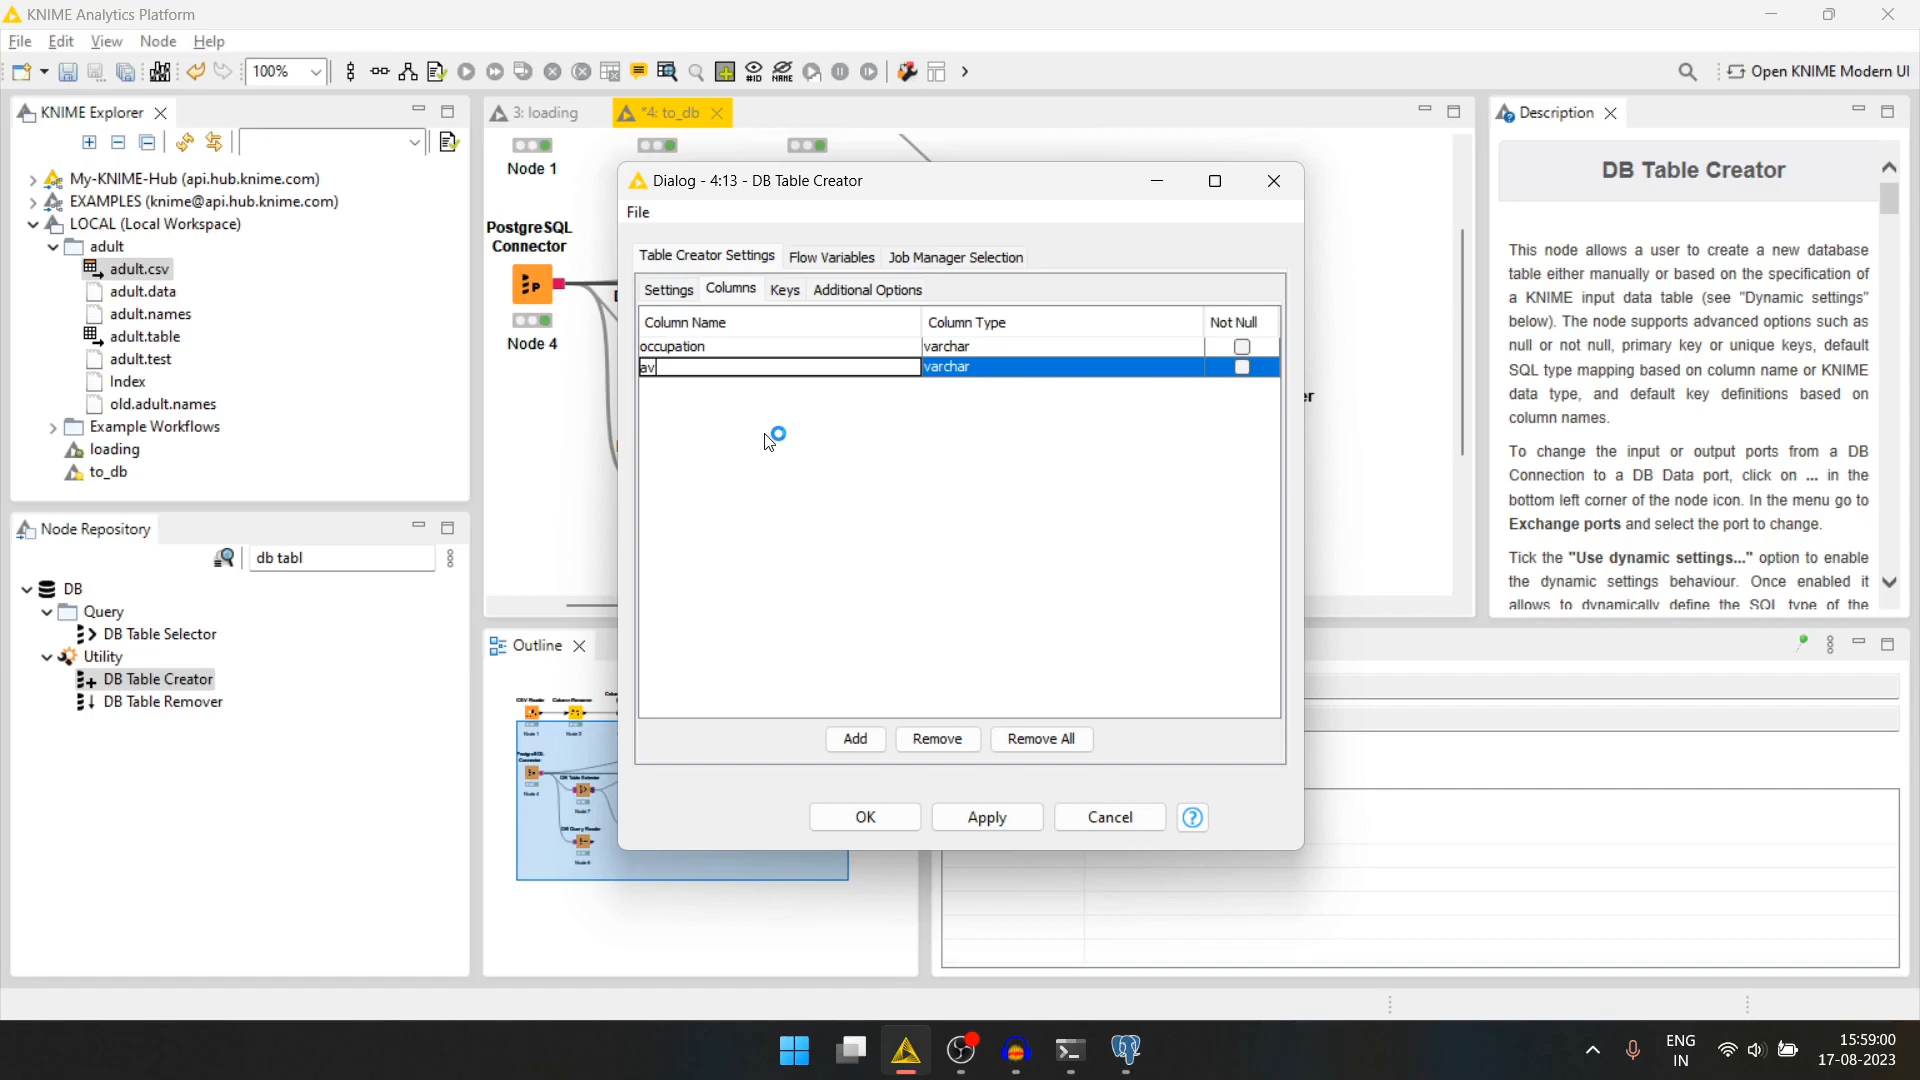 KNIME Analytics Platform
File Edit View Node Help
100%
Open KNIME Modern UI
KNIME Explorer
My-KNIME-Hub (api.hub.knime.com)
EXAMPLES (knime@api.hub.knime.com)
LOCAL (Local Workspace)
adult
adult.csv
adult.data
adult.names
adult.table
adult.test
Index
old.adult.names
Example Workflows
loading
to_db
Node Repository
db tabl
DB
Query
DB Table Selector
Utility
DB Table Creator
DB Table Remover
3: loading
*4: to_db
Node 1
PostgreSQL
Connector
Node 4
Outline
Dialog - 4:13 - DB Table Creator
File
Table Creator Settings Flow Variables Job Manager Selection
Settings Columns Keys Additional Options
Column Name Column Type Not Null
occupation varchar
av varchar
Add Remove Remove All
OK Apply Cancel
Description
DB Table Creator
This node allows a user to create a new database
table either manually or based on the specification of
a KNIME input data table (see "Dynamic settings"
below). The node supports advanced options such as
null or not null, primary key or unique keys, default
SQL type mapping based on column name or KNIME
data type, and default key definitions based on
column names.
To change the input or output ports from a DB
Connection to a DB Data port, click on ... in the
bottom left corner of the node icon. In the menu go to
Exchange ports and select the port to change.
Tick the "Use dynamic settings..." option to enable
the dynamic settings behaviour. Once enabled it
allows to dynamically define the SQL type of the
ENG
IN
15:59:00
17-08-2023